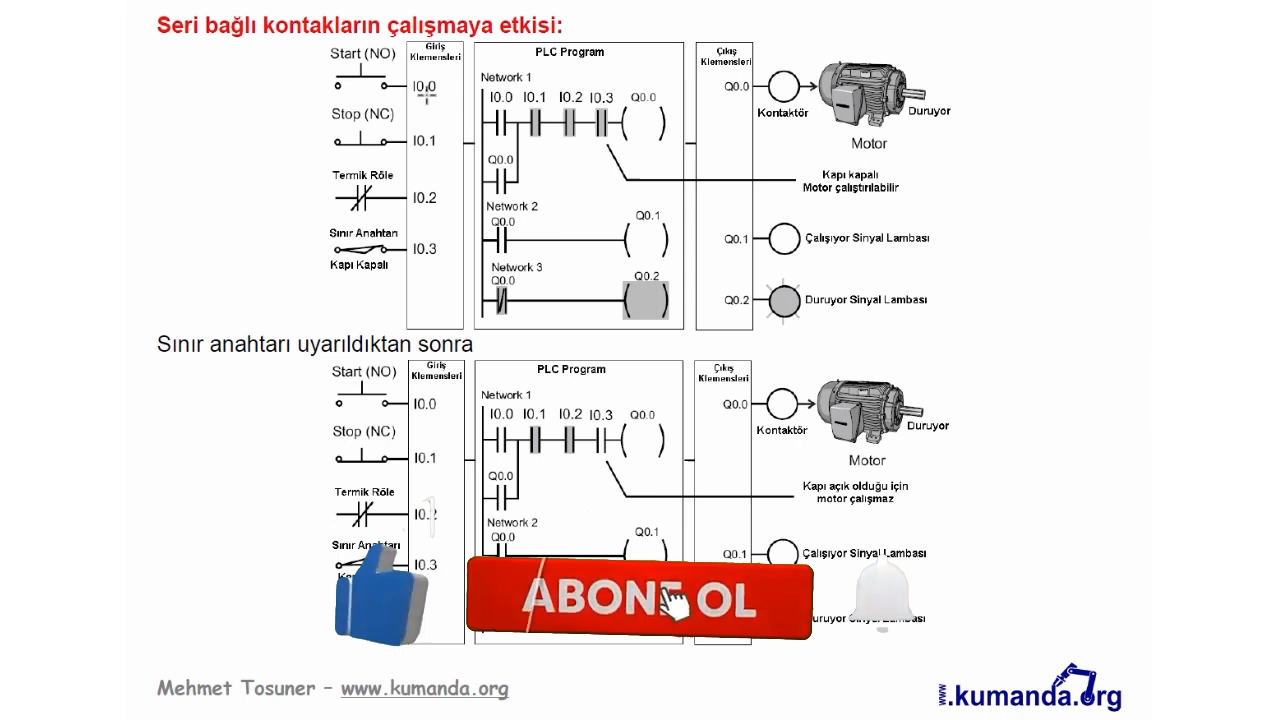 Seri bağlı kontakların çalışmaya etkisi:
Start (NO)
Giriş
Klemensleri
PLC Program
Çıkış
Klemensleri
Network 1
I0.0
I0.0 I0.1 I0.2 I0.3 Q0.0
Q0.0
Kontaktör
Duruyor
Motor
Stop (NC)
I0.1
Q0.0
Termik Röle
I0.2
Kapı kapalı
Motor çalıştırılabilir
Network 2
Q0.0
Q0.1
Sınır Anahtarı
I0.3
Kapı Kapalı
Q0.1
Çalışıyor Sinyal Lambası
Network 3
Q0.0
Q0.2
Q0.2
Duruyor Sinyal Lambası
Sınır anahtarı uyarıldıktan sonra
Start (NO)
Giriş
Klemensleri
PLC Program
Çıkış
Klemensleri
Network 1
I0.0
I0.0 I0.1 I0.2 I0.3 Q0.0
Q0.0
Kontaktör
Duruyor
Motor
Stop (NC)
I0.1
Q0.0
Termik Röle
I0.2
Kapı açık olduğu için
motor çalışmaz
Network 2
Q0.0
Q0.1
Sınır Anahtarı
I0.3
Q0.1
Çalışıyor Sinyal Lambası
ABONE OL
Duruyor Sinyal Lambası
Mehmet Tosuner – www.kumanda.org
www.kumanda.org